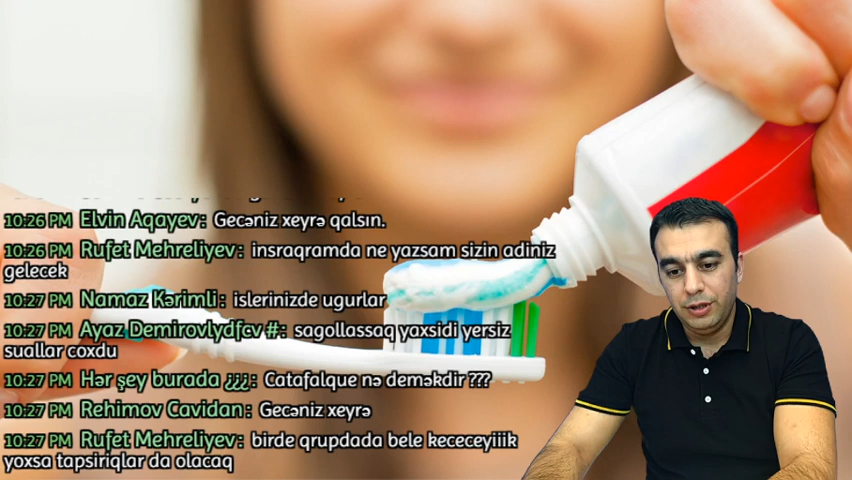 10:26 PM Elvin Aqayev: Gecəniz xeyrə qalsın.
10:26 PM Rufet Mehreliyev: insraqramda ne yazsam sizin adiniz
gelecek
10:27 PM Namaz Kərimli: islerinizde ugurlar
10:27 PM Ayaz Demirovlydfcv #: sagollassaq yaxsidi yersiz
suallar coxdu
10:27 PM Hər şey burada ¿¿¿: Catafalque nə deməkdir ???
10:27 PM Rehimov Cavidan: Gecəniz xeyrə
10:27 PM Rufet Mehreliyev: birde qrupdada bele kececeyiiik
yoxsa tapsiriqlar da olacaq